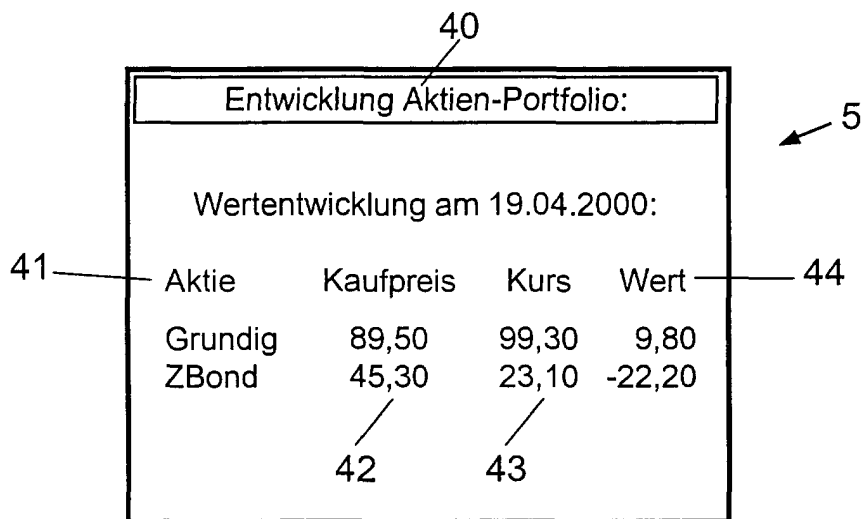 40
Entwicklung Aktien-Portfolio:
5
Wertentwicklung am 19.04.2000:
41 Aktie Kaufpreis Kurs Wert 44
Grundig 89,50 99,30 9,80
ZBond 45,30 23,10 -22,20
42 43